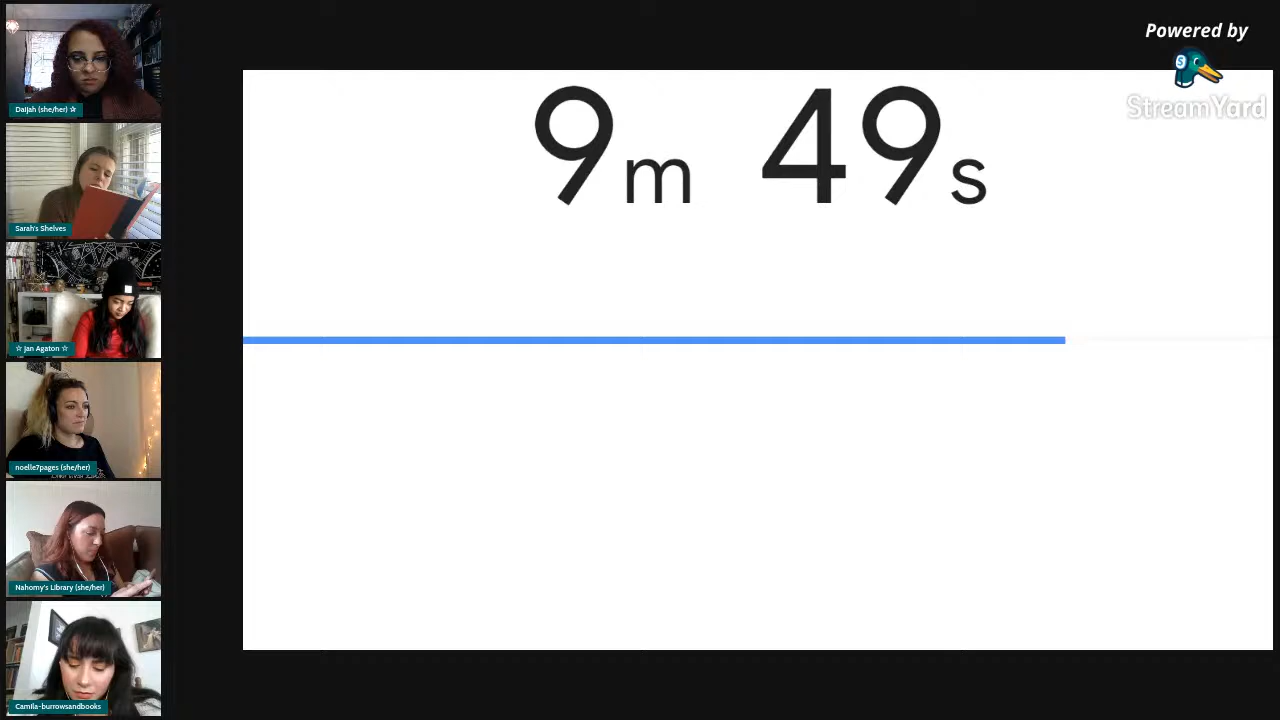 Powered by
StreamYard
9m 49s
Daijah (she/her) ☆
Sarah's Shelves
☆ Jan Agaton ☆
noelle7pages (she/her)
Nahomy's Library (she/her)
Camila-burrowsandbooks